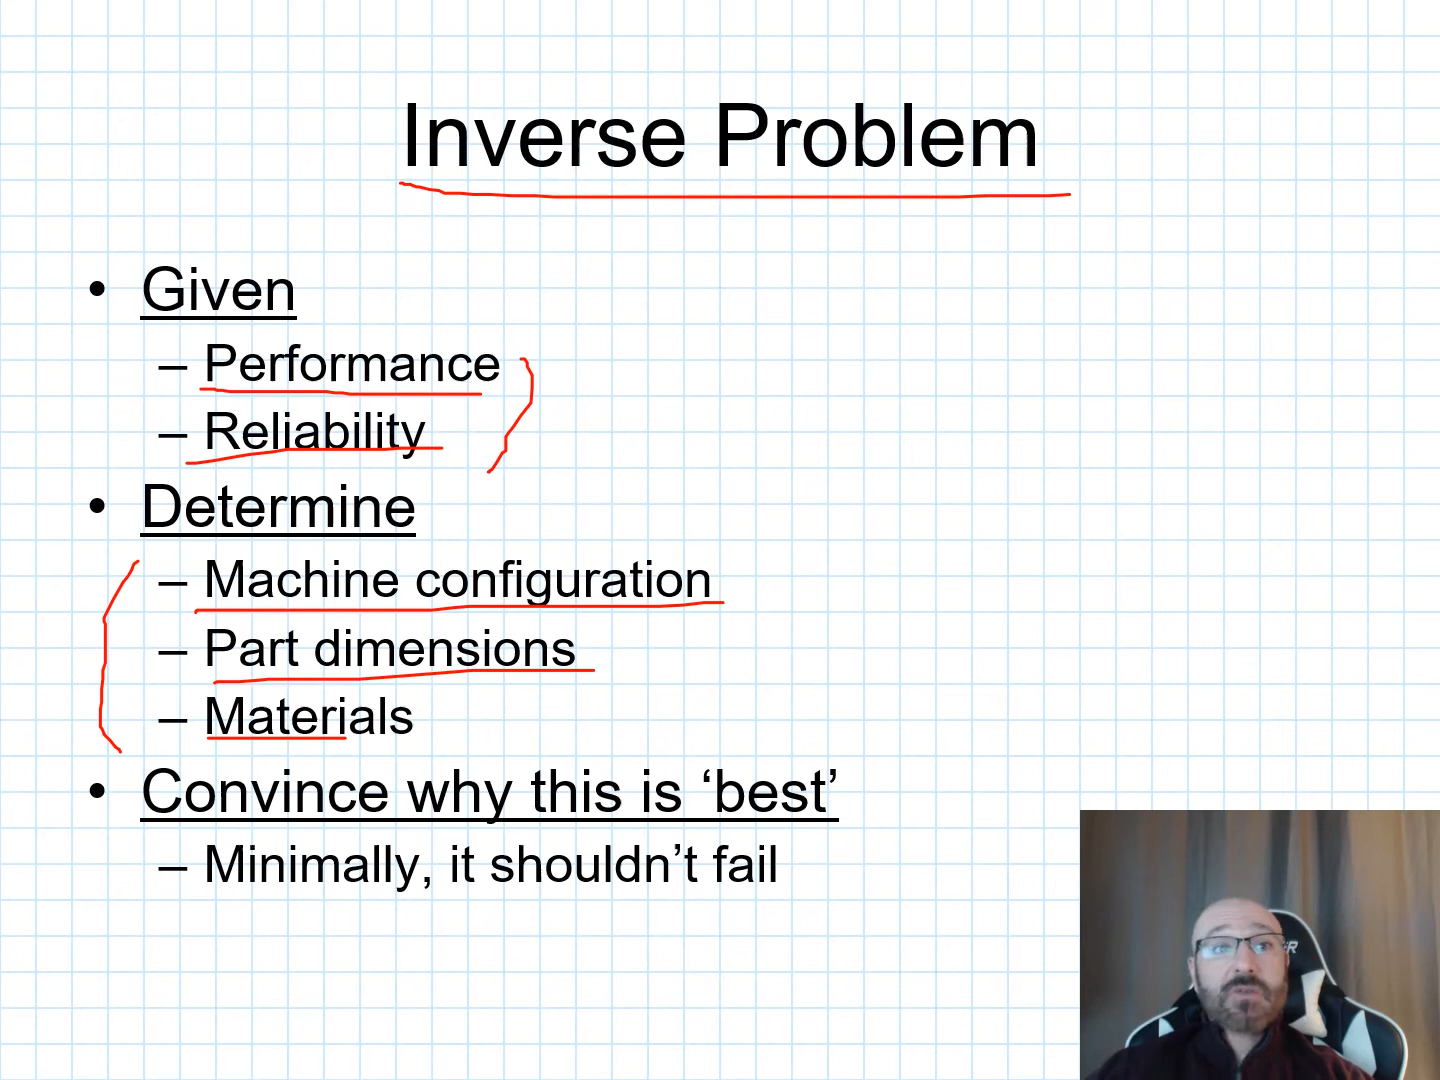 Inverse Problem
• Given
– Performance
– Reliability
• Determine
– Machine configuration
– Part dimensions
– Materials
• Convince why this is ‘best’
– Minimally, it shouldn’t fail